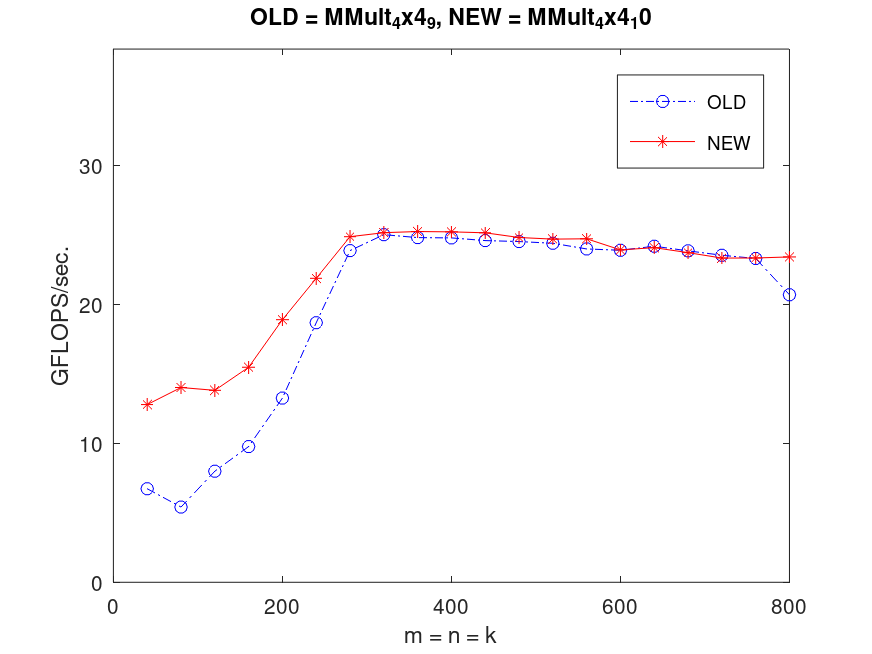 OLD = MMult₄x4₉, NEW = MMult₄x4₁0
OLD
NEW
30
20
10
0
GFLOPS/sec.
0 200 400 600 800
m = n = k